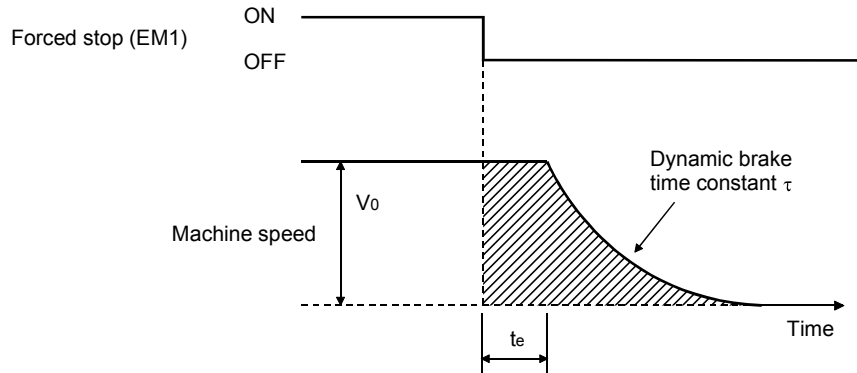 ON
Forced stop (EM1)
OFF
Dynamic brake
time constant τ
V0
Machine speed
Time
te